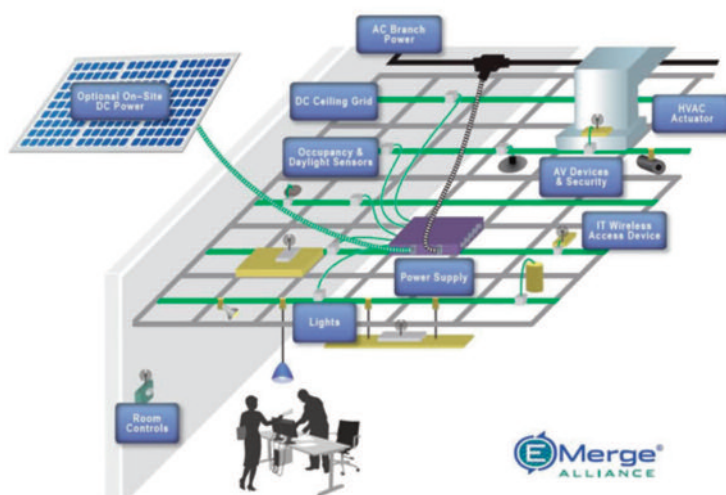 AC Branch
Power
Optional On-Site
DC Power
DC Ceiling Grid
HVAC
Actuator
Occupancy &
Daylight Sensors
AV Devices
& Security
IT Wireless
Access Device
Power Supply
Lights
Room
Controls
EMerge®
ALLIANCE